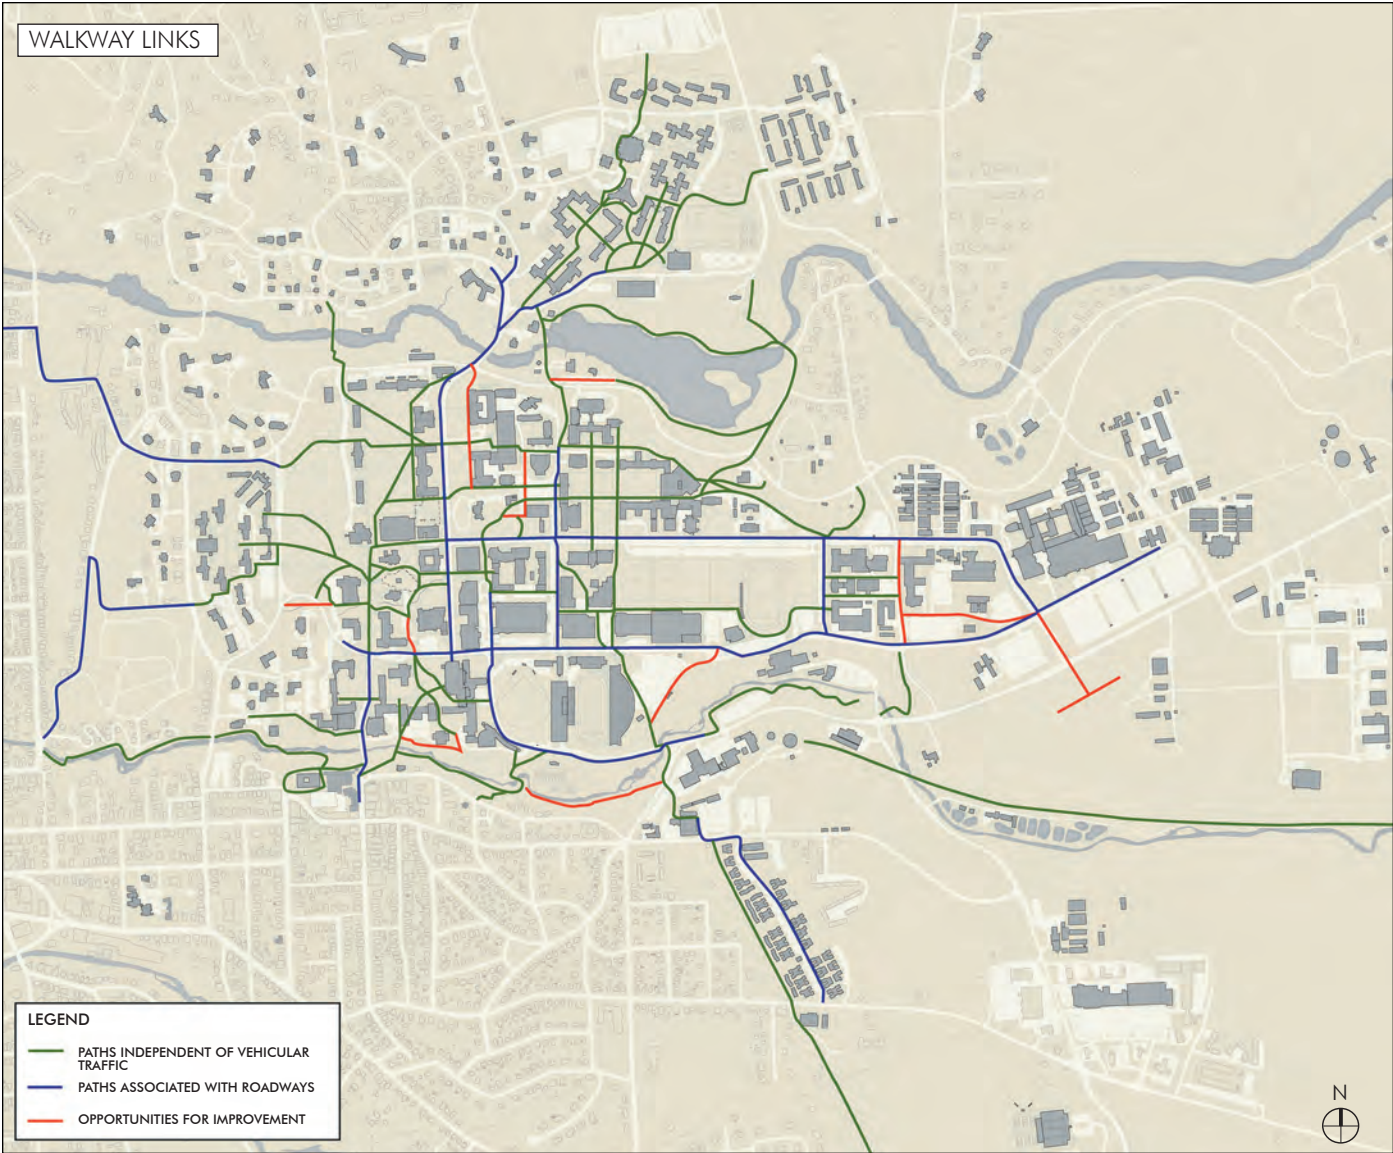 WALKWAY LINKS
LEGEND
PATHS INDEPENDENT OF VEHICULAR
TRAFFIC
PATHS ASSOCIATED WITH ROADWAYS
OPPORTUNITIES FOR IMPROVEMENT
N